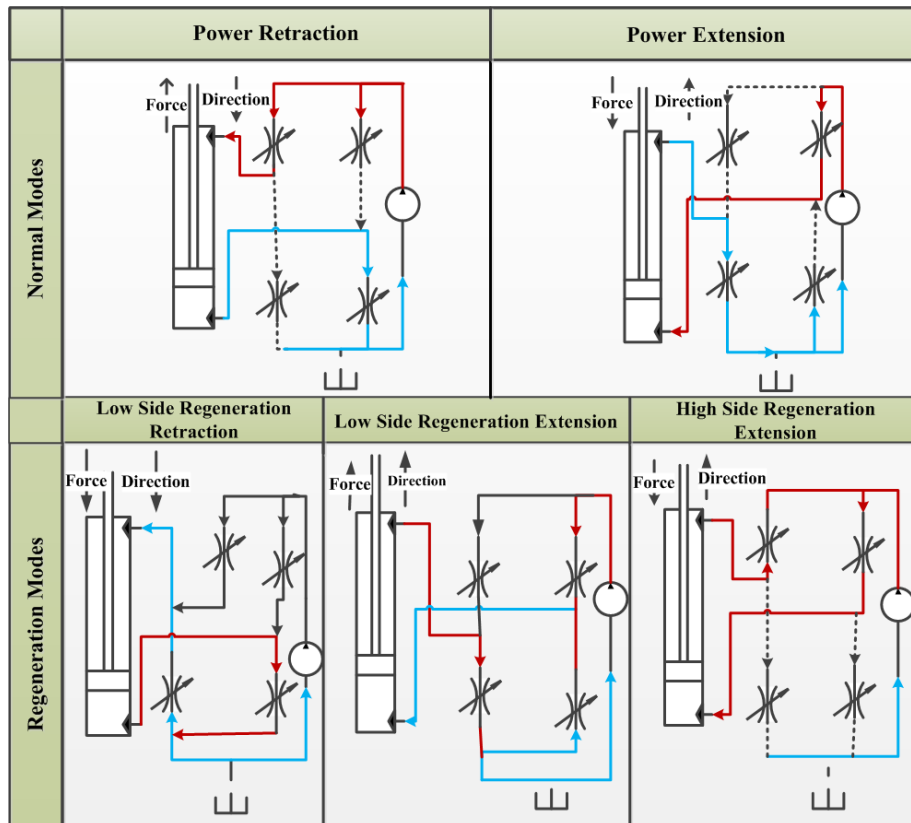 Power Retraction
Power Extension
Normal Modes
Force
Direction
Force
Direction
Low Side Regeneration
Retraction
Low Side Regeneration Extension
High Side Regeneration
Extension
Regeneration Modes
Force
Direction
Force
Direction
Force
Direction